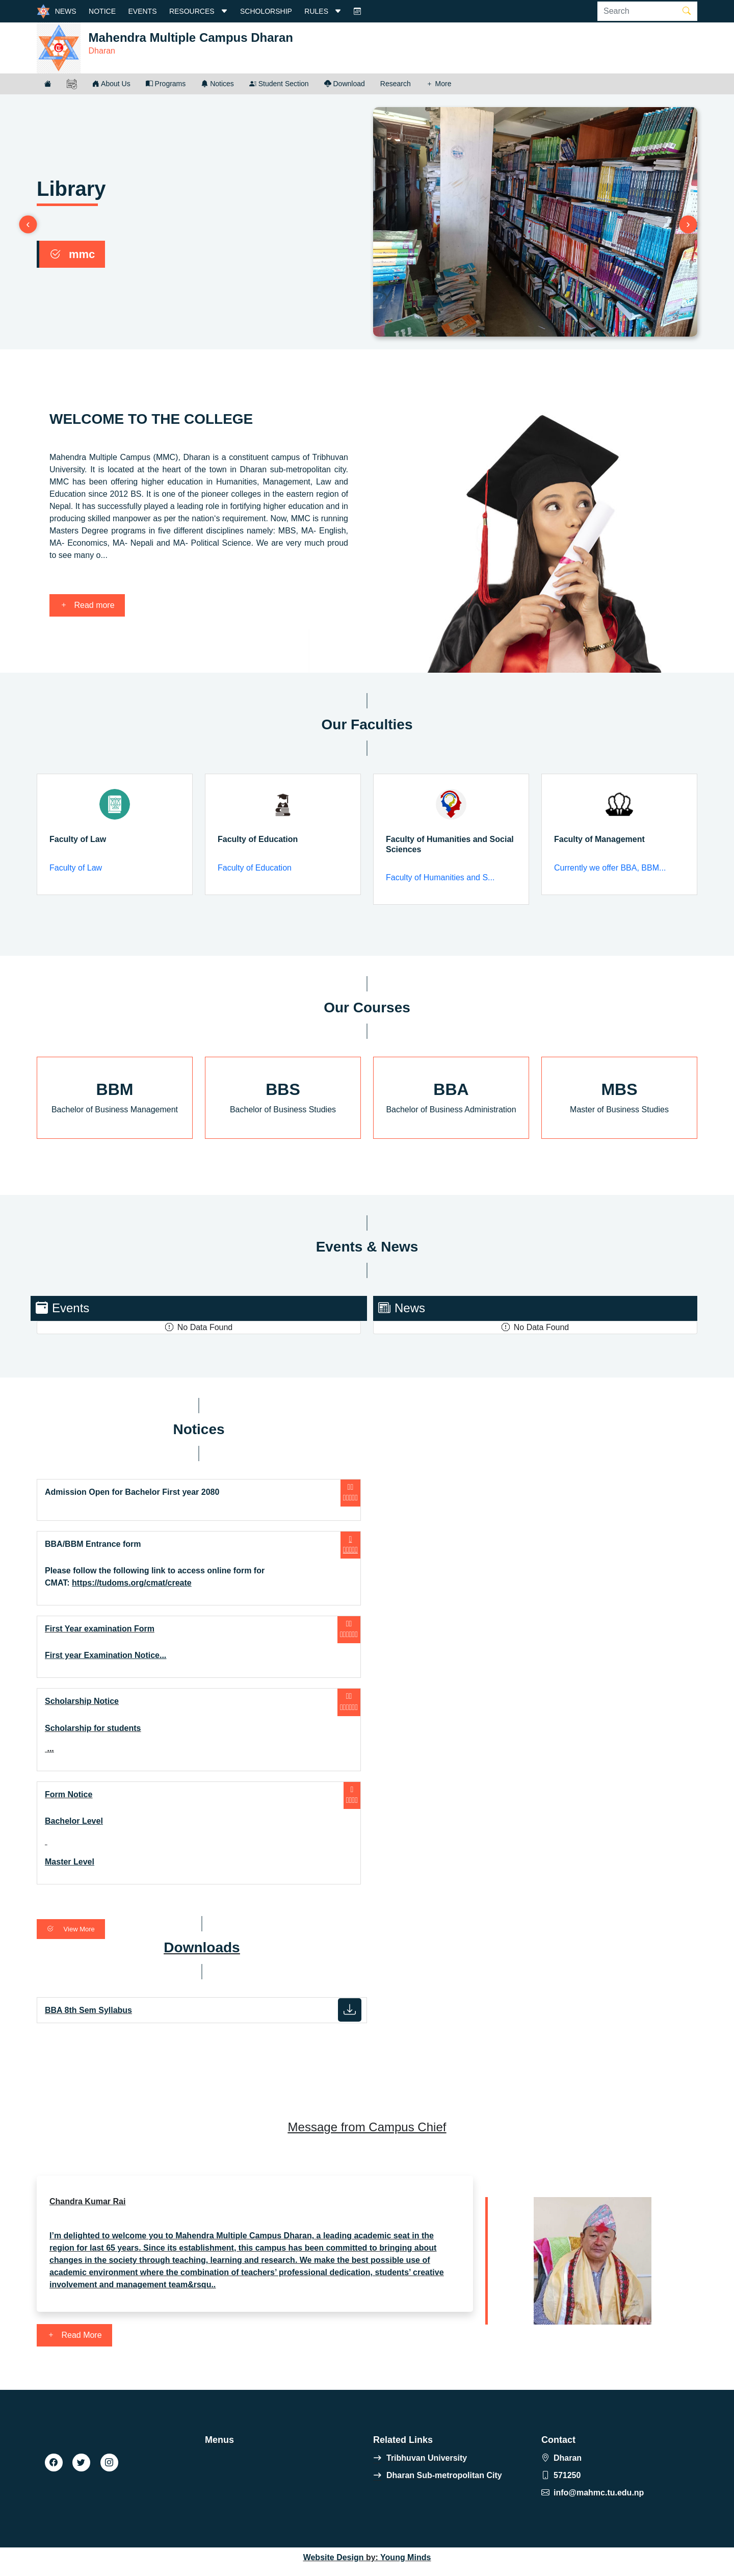 NEWS NOTICE EVENTS RESOURCES SCHOLORSHIP RULES Search
Mahendra Multiple Campus Dharan
Dharan
About Us Programs Notices Student Section Download Research + More
Library
mmc
WELCOME TO THE COLLEGE
Mahendra Multiple Campus (MMC), Dharan is a constituent campus of Tribhuvan
University. It is located at the heart of the town in Dharan sub-metropolitan city.
MMC has been offering higher education in Humanities, Management, Law and
Education since 2012 BS. It is one of the pioneer colleges in the eastern region of
Nepal. It has successfully played a leading role in fortifying higher education and in
producing skilled manpower as per the nation's requirement. Now, MMC is running
Masters Degree programs in five different disciplines namely: MBS, MA- English,
MA- Economics, MA- Nepali and MA- Political Science. We are very much proud
to see many o...
+ Read more
Our Faculties
Faculty of Law
Faculty of Law
Faculty of Education
Faculty of Education
Faculty of Humanities and Social
Sciences
Faculty of Humanities and S...
Faculty of Management
Currently we offer BBA, BBM...
Our Courses
BBM
Bachelor of Business Management
BBS
Bachelor of Business Studies
BBA
Bachelor of Business Administration
MBS
Master of Business Studies
Events & News
Events
No Data Found
News
No Data Found
Notices
Admission Open for Bachelor First year 2080
BBA/BBM Entrance form
Please follow the following link to access online form for
CMAT: https://tudoms.org/cmat/create
First Year examination Form
First year Examination Notice...
Scholarship Notice
Scholarship for students
...
Form Notice
Bachelor Level
Master Level
View More
Downloads
BBA 8th Sem Syllabus
Message from Campus Chief
Chandra Kumar Rai
I'm delighted to welcome you to Mahendra Multiple Campus Dharan, a leading academic seat in the
region for last 65 years. Since its establishment, this campus has been committed to bringing about
changes in the society through teaching, learning and research. We make the best possible use of
academic environment where the combination of teachers' professional dedication, students' creative
involvement and management team&rsqu..
+ Read More
Menus
Related Links
Tribhuvan University
Dharan Sub-metropolitan City
Contact
Dharan
571250
info@mahmc.tu.edu.np
Website Design by: Young Minds